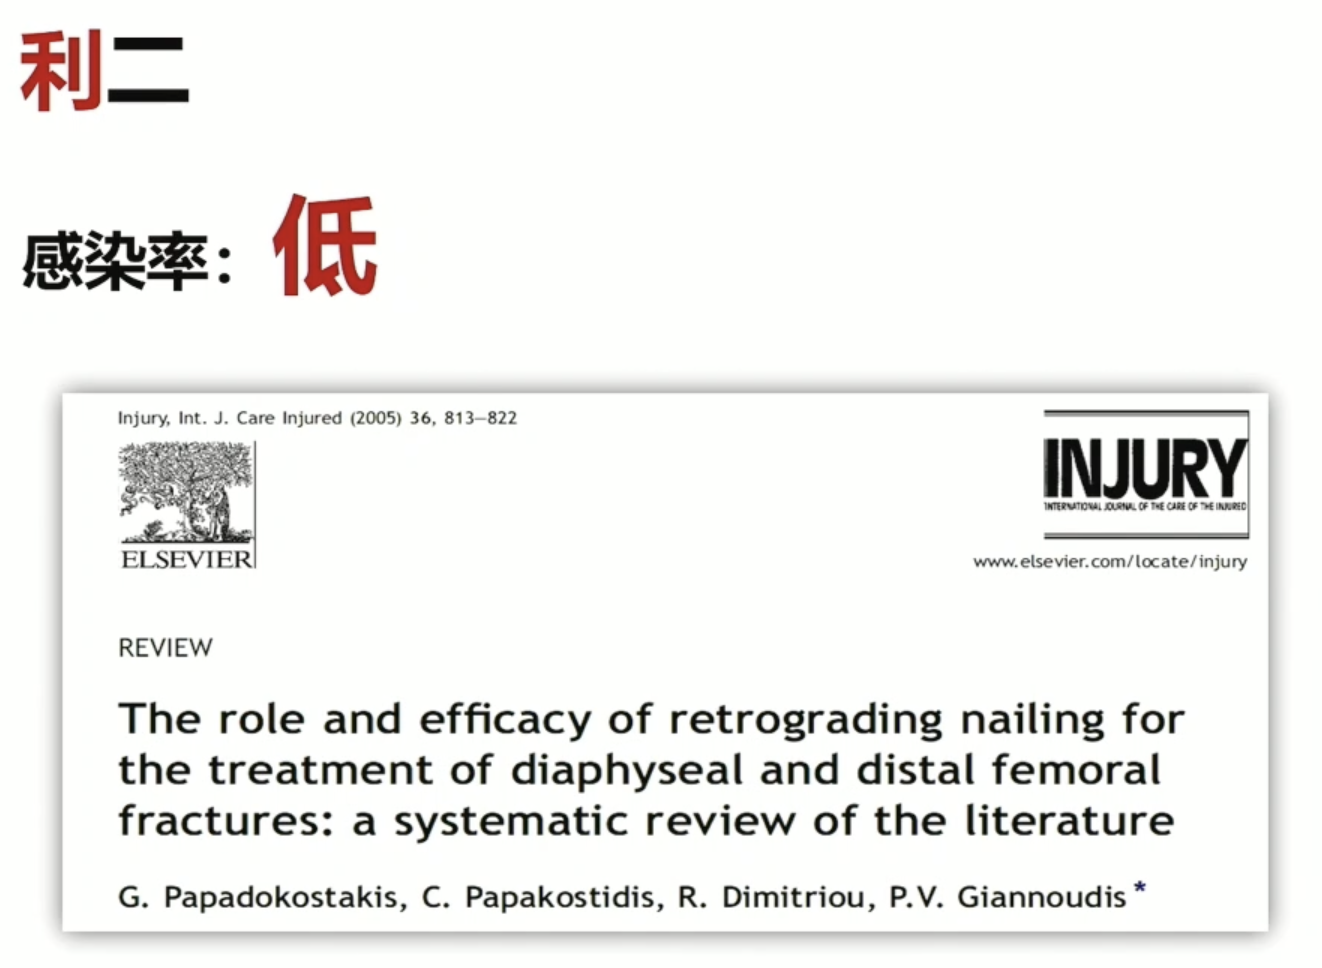 利二
感染率：低
Injury, Int. J. Care Injured (2005) 36, 813–822
INJURY
INTERNATIONAL JOURNAL OF THE CARE OF THE INJURED
ELSEVIER
www.elsevier.com/locate/injury
REVIEW
The role and efficacy of retrograding nailing for
the treatment of diaphyseal and distal femoral
fractures: a systematic review of the literature
G. Papadokostakis, C. Papakostidis, R. Dimitriou, P.V. Giannoudis*